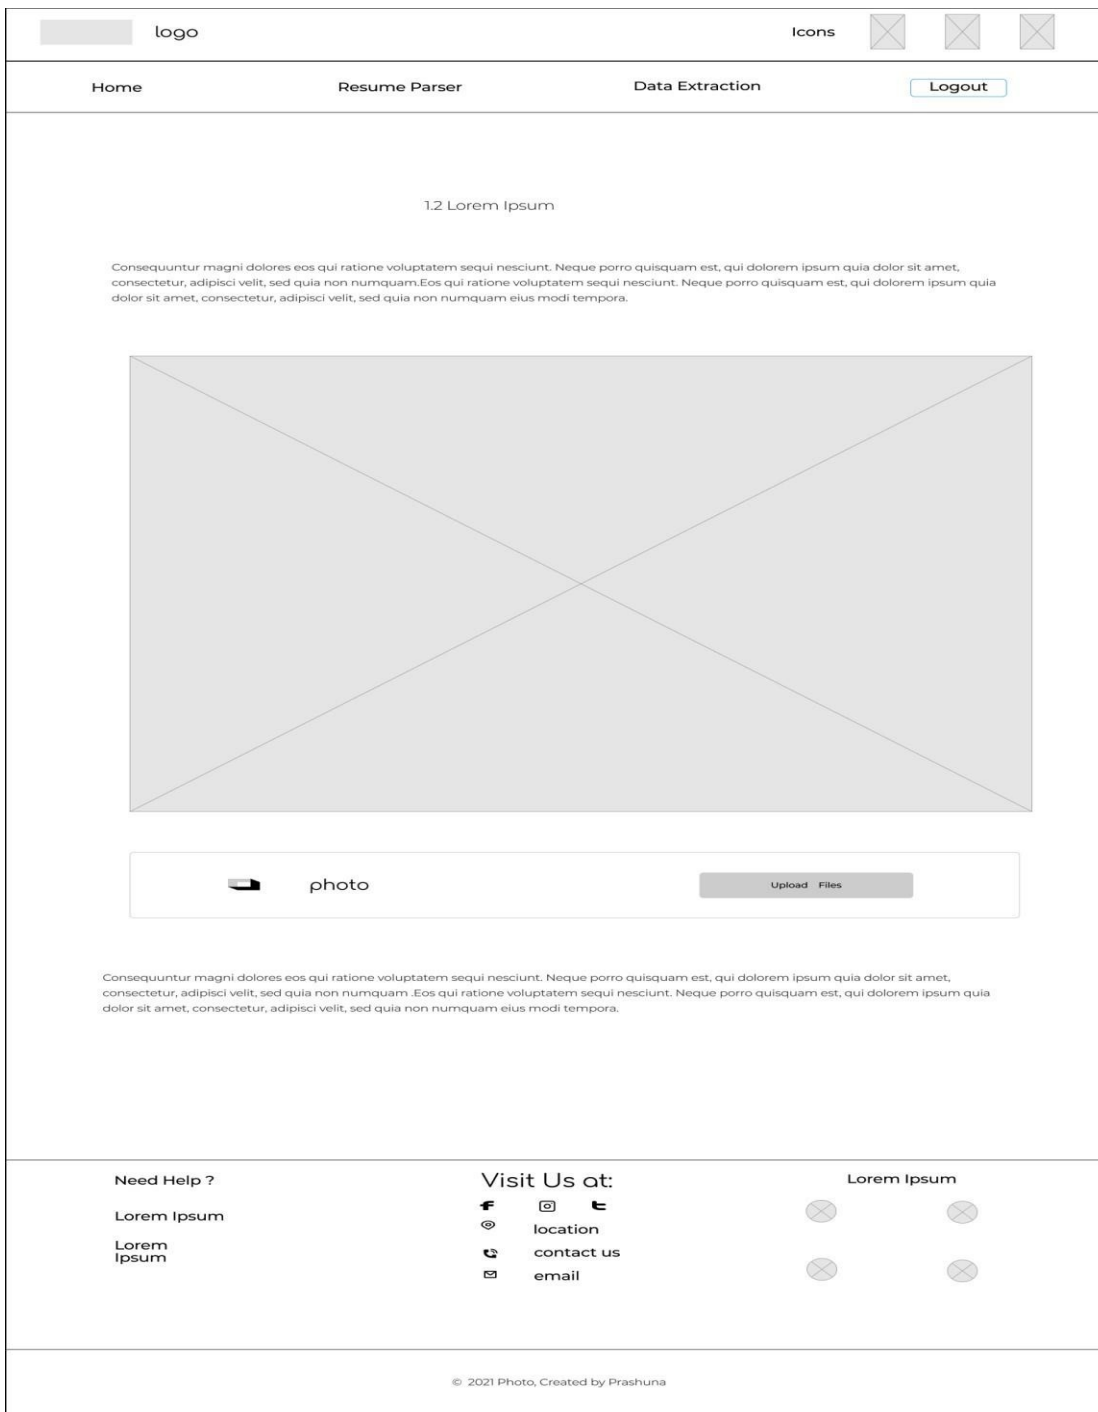 logo
Icons
Home
Resume Parser
Data Extraction
Logout
1.2 Lorem Ipsum
Consequuntur magni dolores eos qui ratione voluptatem sequi nesciunt. Neque porro quisquam est, qui dolorem ipsum quia dolor sit amet,
consectetur, adipisci velit, sed quia non numquam.Eos qui ratione voluptatem sequi nesciunt. Neque porro quisquam est, qui dolorem ipsum quia
dolor sit amet, consectetur, adipisci velit, sed quia non numquam eius modi tempora.
photo
Upload Files
Consequuntur magni dolores eos qui ratione voluptatem sequi nesciunt. Neque porro quisquam est, qui dolorem ipsum quia dolor sit amet,
consectetur, adipisci velit, sed quia non numquam .Eos qui ratione voluptatem sequi nesciunt. Neque porro quisquam est, qui dolorem ipsum quia
dolor sit amet, consectetur, adipisci velit, sed quia non numquam eius modi tempora.
Need Help ?
Lorem Ipsum
Lorem
Ipsum
Visit Us at:
location
contact us
email
Lorem Ipsum
© 2021 Photo, Created by Prashuna